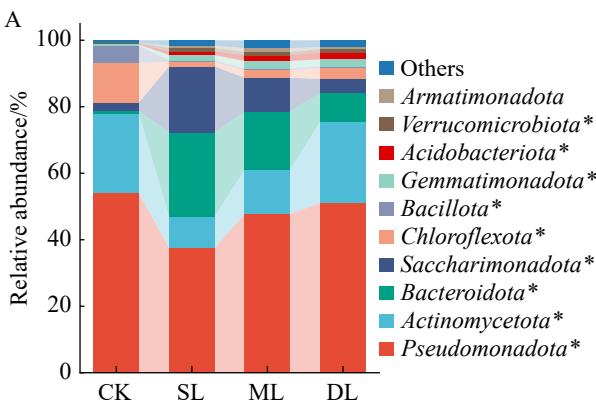 A
Relative abundance/%
100
80
60
40
20
0
CK SL ML DL
Others
Armatimonadota
Verrucomicrobiota*
Acidobacteriota*
Gemmatimonadota*
Bacillota*
Chloroflexota*
Saccharimonadota*
Bacteroidota*
Actinomycetota*
Pseudomonadota*